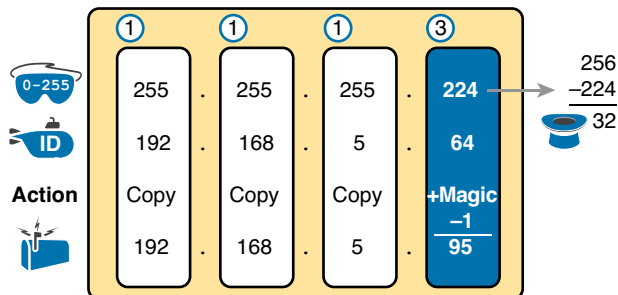 1 1 1 3
0-255 255 . 255 . 255 . 224 256
–224
ID 192 . 168 . 5 . 64 32
Action Copy Copy Copy +Magic
–1
192 . 168 . 5 . 95